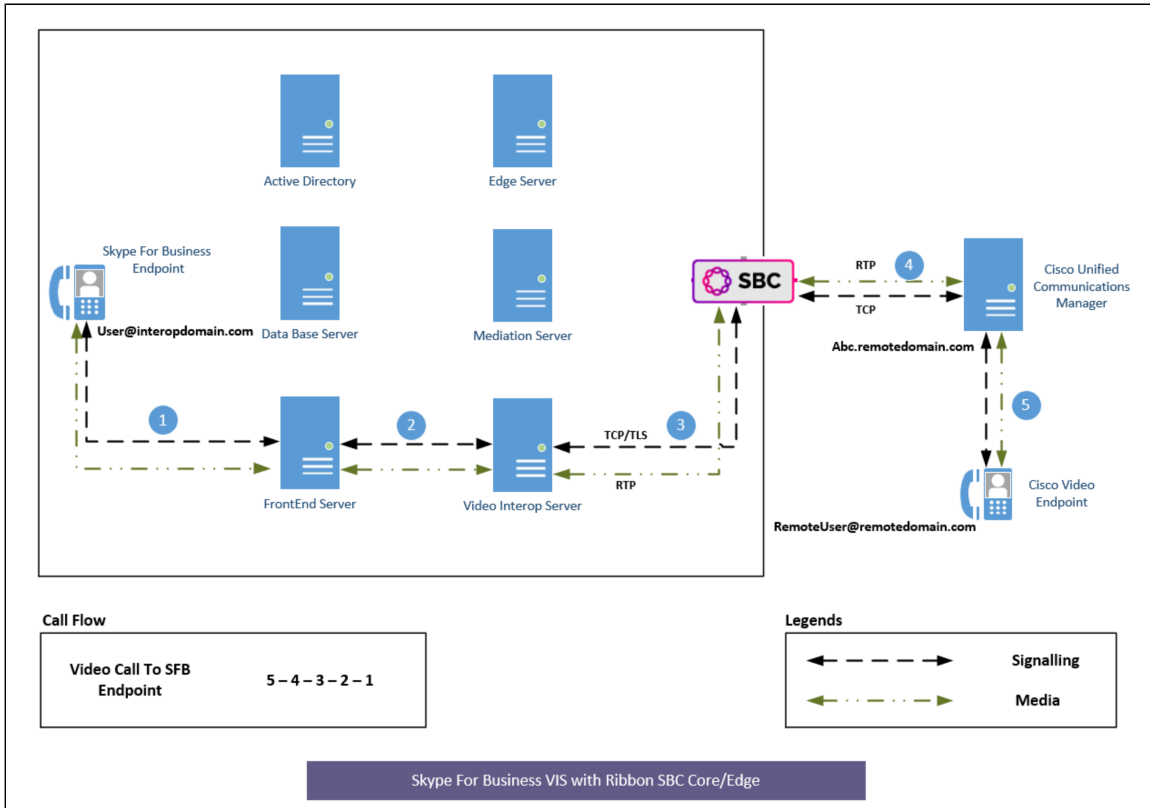 Active Directory
Edge Server
Skype For Business
Endpoint
User@interopdomain.com
Data Base Server
Mediation Server
SBC
RTP
4
TCP
Cisco Unified
Communications
Manager
Abc.remotedomain.com
1
2
TCP/TLS
3
RTP
5
FrontEnd Server
Video Interop Server
Cisco Video
Endpoint
RemoteUser@remotedomain.com
Call Flow
Video Call To SFB
Endpoint
5 – 4 – 3 – 2 – 1
Legends
Signalling
Media
Skype For Business VIS with Ribbon SBC Core/Edge